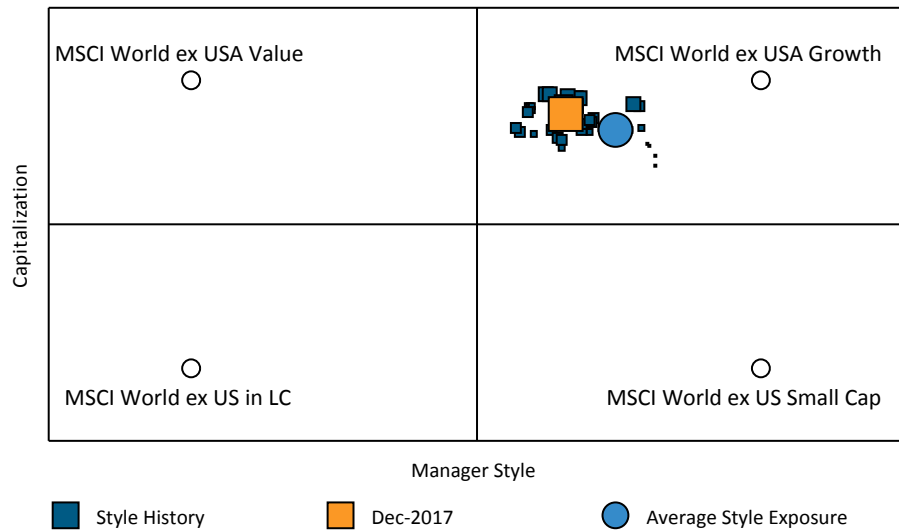 MSCI World ex USA Value
MSCI World ex USA Growth
Capitalization
MSCI World ex US in LC
MSCI World ex US Small Cap
Manager Style
Style History
Dec-2017
Average Style Exposure